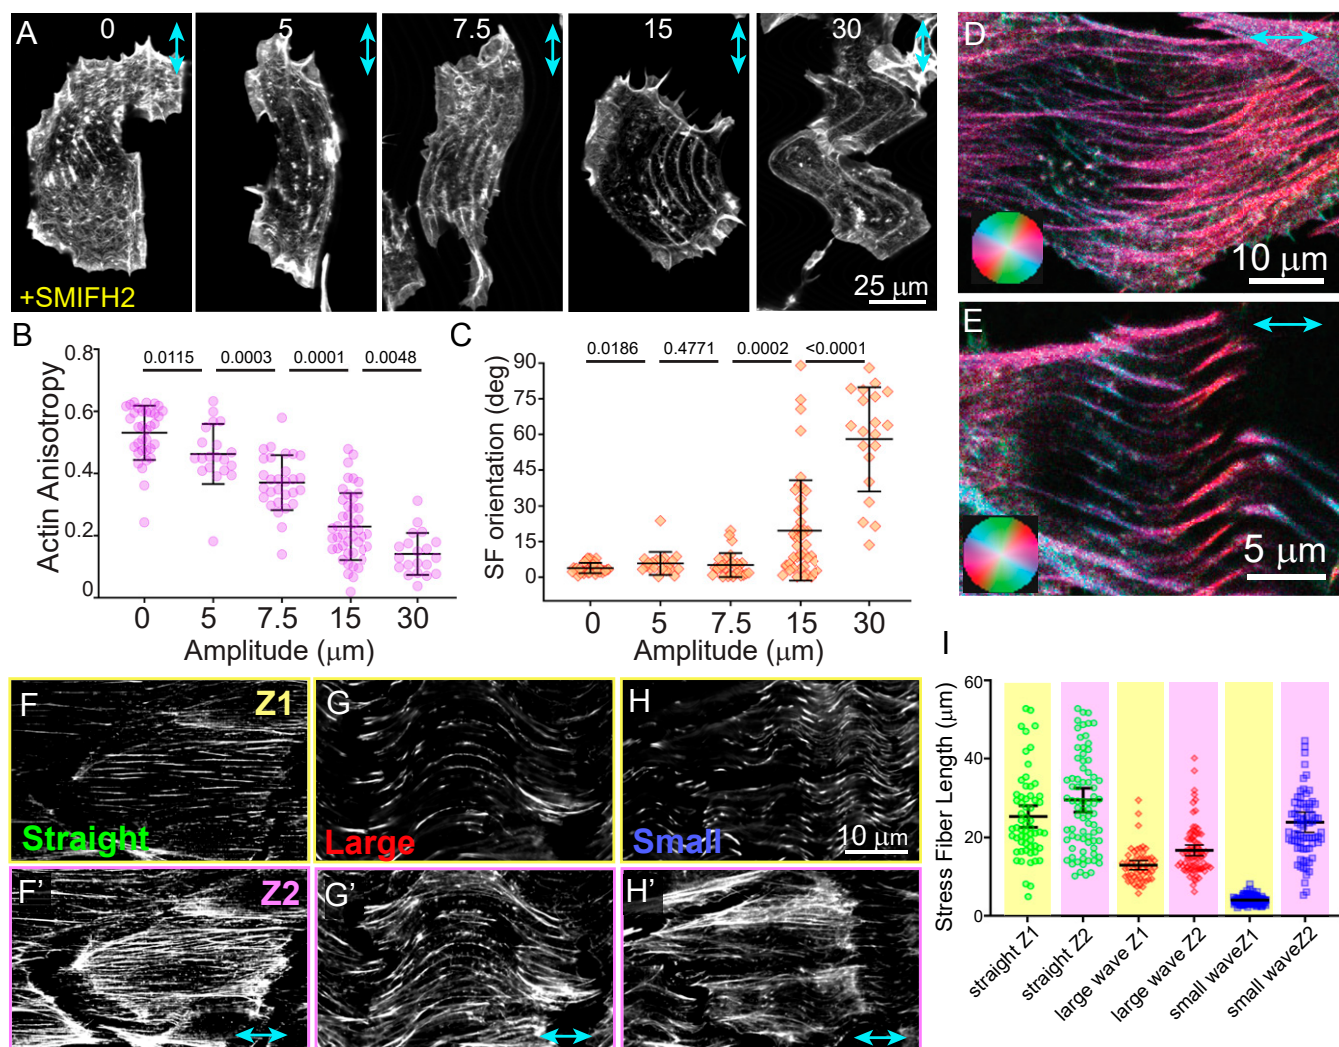 A
0
5
7.5
15
30
+SMIFH2
25 μm
D
10 μm
E
5 μm
B
0.0115 0.0003 0.0001 0.0048
Actin Anisotropy
0.8
0.6
0.4
0.2
0
0 5 7.5 15 30
Amplitude (μm)
C
0.0186 0.4771 0.0002 <0.0001
SF orientation (deg)
90
75
60
45
30
15
0
0 5 7.5 15 30
Amplitude (μm)
F
Z1
Straight
G
Large
H
Small
10 μm
F'
Z2
G'
H'
I
Stress Fiber Length (μm)
60
40
20
0
straight Z1
straight Z2
large wave Z1
large wave Z2
small waveZ1
small waveZ2